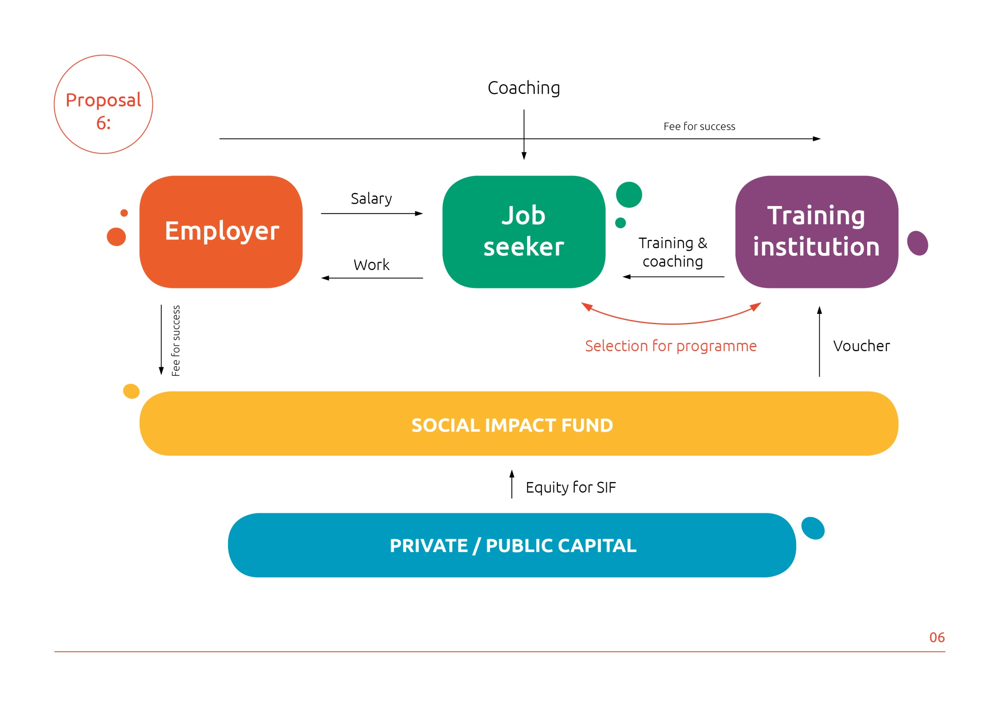 Proposal
6:
Coaching
Fee for success
Employer
Salary
Work
Job
seeker
Training &
coaching
Training
institution
Fee for success
Selection for programme
Voucher
SOCIAL IMPACT FUND
Equity for SIF
PRIVATE / PUBLIC CAPITAL
06